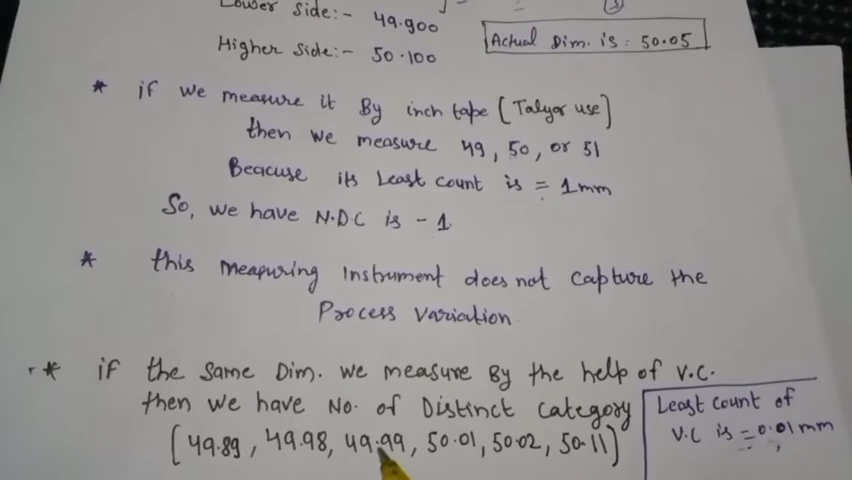 Lower Side:- 49.900
Higher Side:- 50.100
Actual Dim. is: 50.05
* if we measure it By inch tape [Talyor use]
then we measure 49, 50, or 51
Beacuse its Least count is = 1mm
So, we have N.D.C is - 1.
* this meapuring instrument does not capture the
Process Variation
* if the same Dim. we measure By the help of V.C.
then we have No. of Distinct category
[49.89, 49.98, 49.99, 50.01, 50.02, 50.11]
Least count of
V.C is = 0.01mm